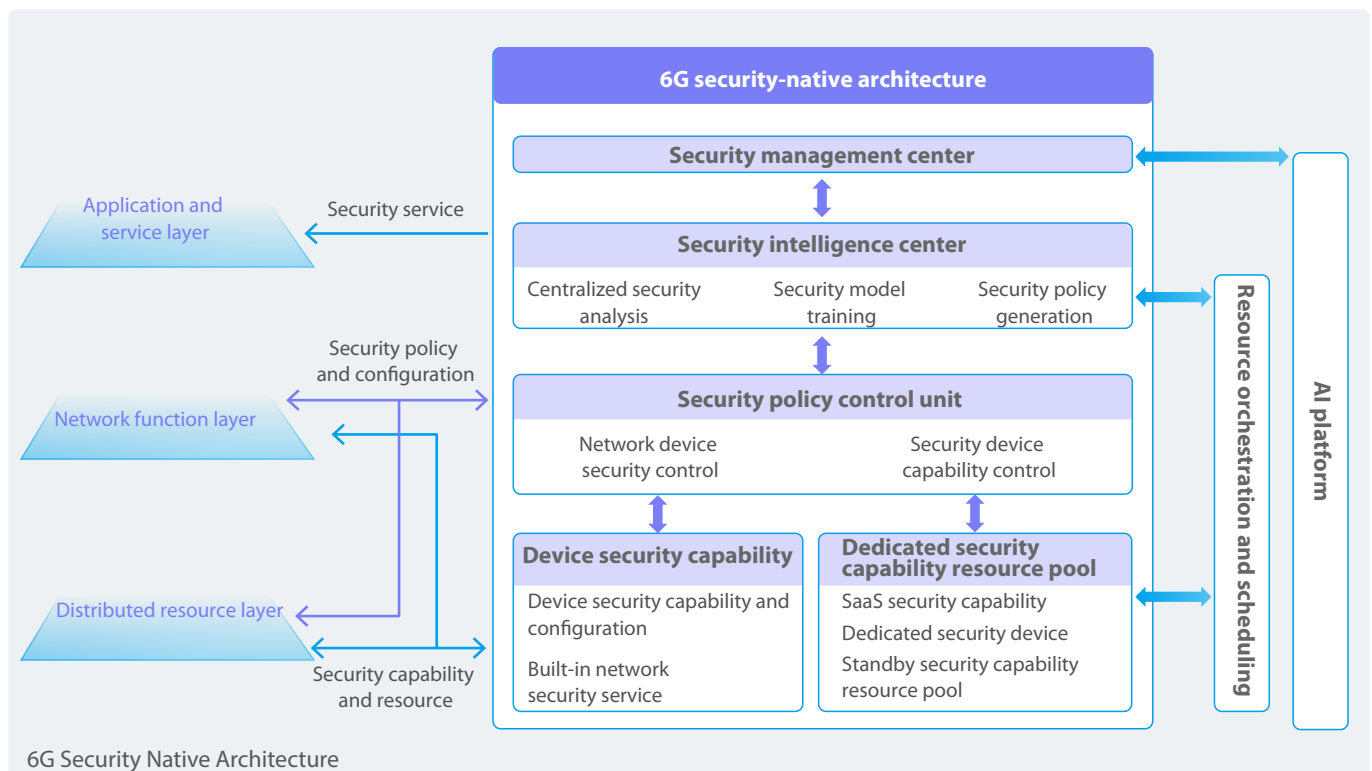 6G security-native architecture
Security management center
Application and
service layer
Security service
Security intelligence center
Centralized security
analysis
Security model
training
Security policy
generation
Security policy
and configuration
Network function layer
Security policy control unit
Network device
security control
Security device
capability control
Distributed resource layer
Security capability
and resource
Device security capability
Device security capability and
configuration
Built-in network
security service
Dedicated security
capability resource pool
SaaS security capability
Dedicated security device
Standby security capability
resource pool
Resource orchestration and scheduling
AI platform
6G Security Native Architecture